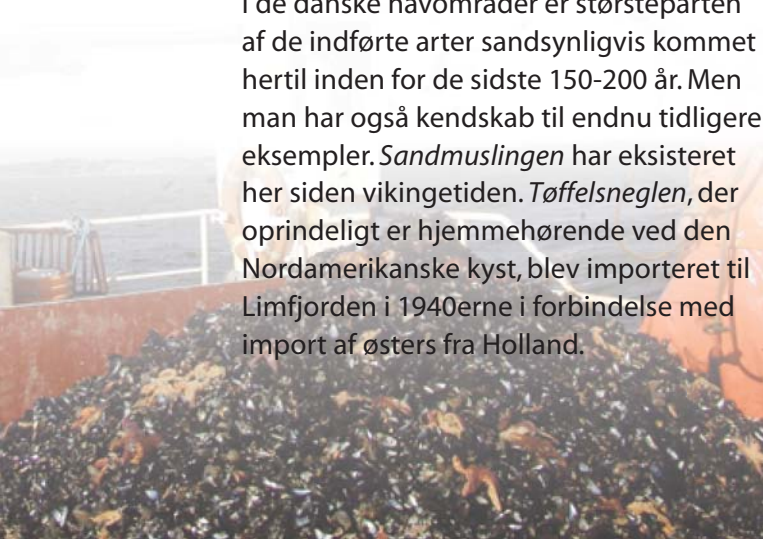 I de danske havområder er størsteparten
af de indførte arter sandsynligvis kommet
hertil inden for de sidste 150-200 år. Men
man har også kendskab til endnu tidligere
eksempler. Sandmuslingen har eksisteret
her siden vikingetiden. Tøffelsneglen, der
oprindeligt er hjemmehørende ved den
Nordamerikanske kyst, blev importeret til
Limfjorden i 1940erne i forbindelse med
import af østers fra Holland.